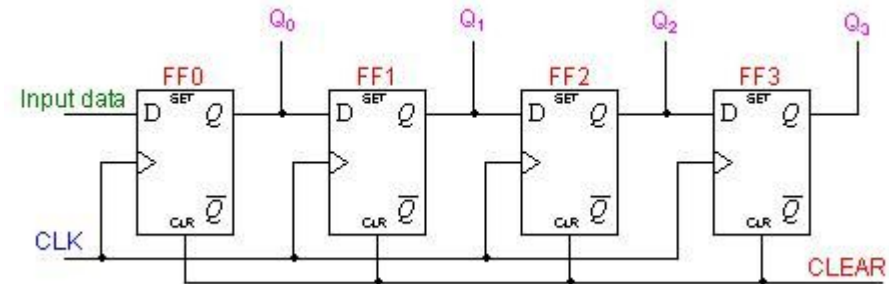 Q₀ Q₁ Q₂ Q₃
FF0 FF1 FF2 FF3
Input data D SET Q D SET Q D SET Q D SET Q
CLR Q̅ CLR Q̅ CLR Q̅ CLR Q̅
CLK
CLEAR